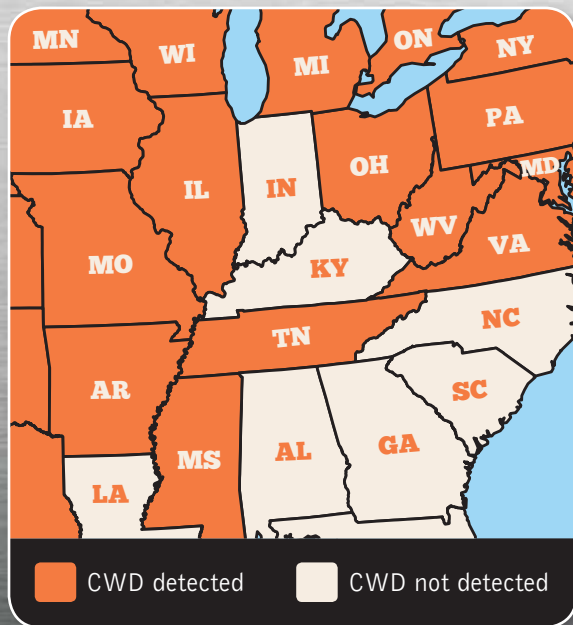 MN
WI
MI
ON
NY
IA
PA
IL
IN
OH
MD
WV
MO
KY
VA
TN
NC
AR
SC
MS
AL
GA
LA
CWD detected
CWD not detected